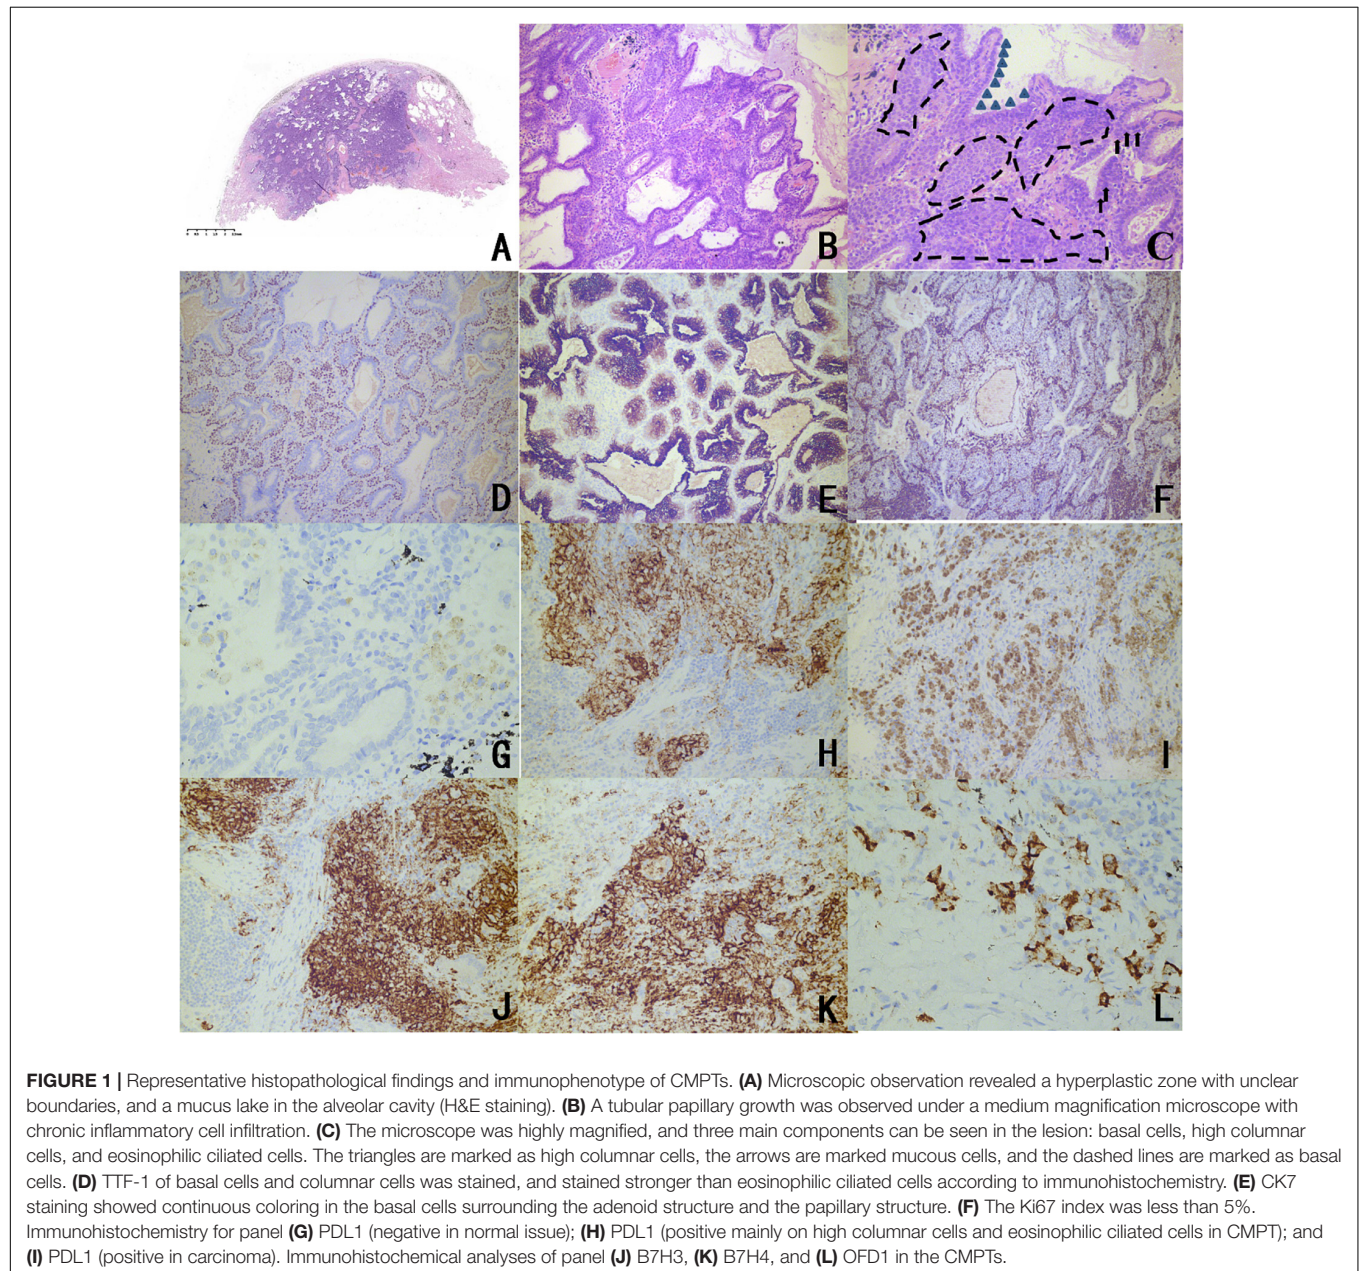 A
B
C
D
E
F
G
H
I
J
K
L
FIGURE 1 | Representative histopathological findings and immunophenotype of CMPTs. (A) Microscopic observation revealed a hyperplastic zone with unclear
boundaries, and a mucus lake in the alveolar cavity (H&E staining). (B) A tubular papillary growth was observed under a medium magnification microscope with
chronic inflammatory cell infiltration. (C) The microscope was highly magnified, and three main components can be seen in the lesion: basal cells, high columnar
cells, and eosinophilic ciliated cells. The triangles are marked as high columnar cells, the arrows are marked mucous cells, and the dashed lines are marked as basal
cells. (D) TTF-1 of basal cells and columnar cells was stained, and stained stronger than eosinophilic ciliated cells according to immunohistochemistry. (E) CK7
staining showed continuous coloring in the basal cells surrounding the adenoid structure and the papillary structure. (F) The Ki67 index was less than 5%.
Immunohistochemistry for panel (G) PDL1 (negative in normal issue); (H) PDL1 (positive mainly on high columnar cells and eosinophilic ciliated cells in CMPT); and
(I) PDL1 (positive in carcinoma). Immunohistochemical analyses of panel (J) B7H3, (K) B7H4, and (L) OFD1 in the CMPTs.